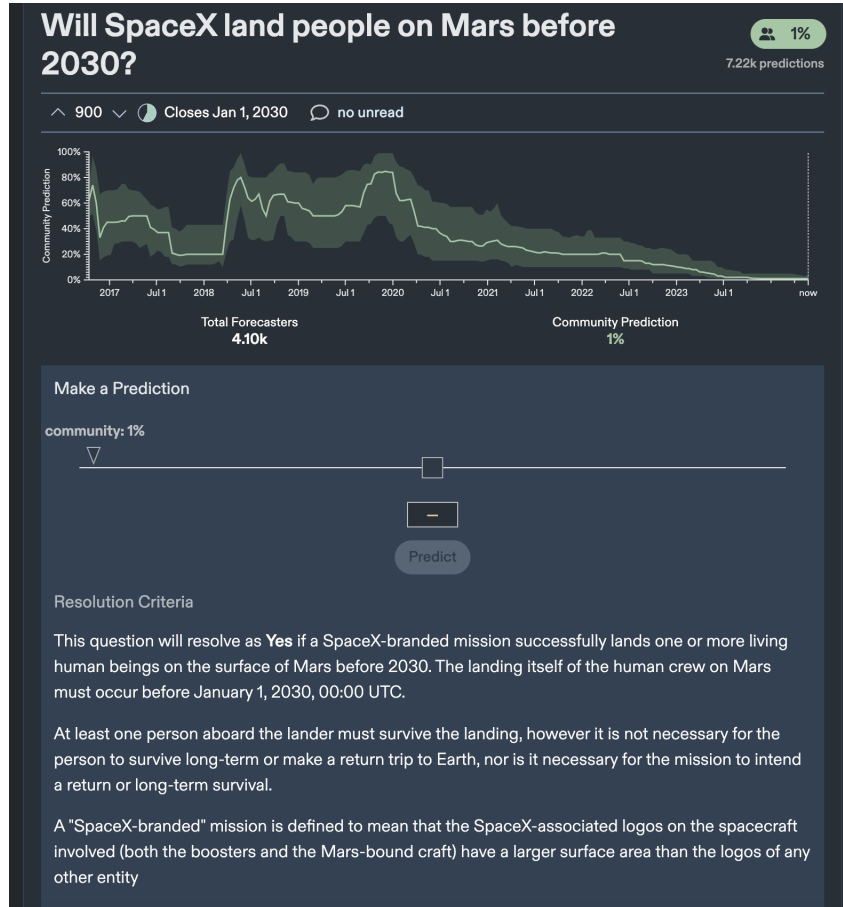 Will SpaceX land people on Mars before
2030?
1%
7.22k predictions
900
Closes Jan 1, 2030
no unread
Community Prediction
100%
80%
60%
40%
20%
0%
2017 Jul 1 2018 Jul 1 2019 Jul 1 2020 Jul 1 2021 Jul 1 2022 Jul 1 2023 Jul 1 now
Total Forecasters
4.10k
Community Prediction
1%
Make a Prediction
community: 1%
–
Predict
Resolution Criteria
This question will resolve as Yes if a SpaceX-branded mission successfully lands one or more living
human beings on the surface of Mars before 2030. The landing itself of the human crew on Mars
must occur before January 1, 2030, 00:00 UTC.
At least one person aboard the lander must survive the landing, however it is not necessary for the
person to survive long-term or make a return trip to Earth, nor is it necessary for the mission to intend
a return or long-term survival.
A "SpaceX-branded" mission is defined to mean that the SpaceX-associated logos on the spacecraft
involved (both the boosters and the Mars-bound craft) have a larger surface area than the logos of any
other entity